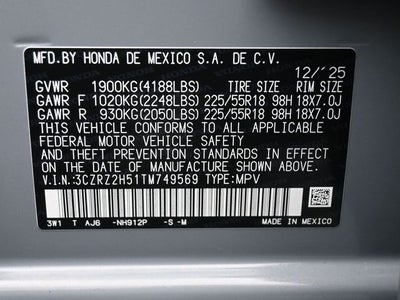 MFD.BY HONDA DE MEXICO S.A. DE C.V.
12/´25
GVWR 1900KG(4188LBS) TIRE SIZE RIM SIZE
GAWR F 1020KG(2248LBS) 225/55R18 98H 18X7.0J
GAWR R 930KG(2050LBS) 225/55R18 98H 18X7.0J
THIS VEHICLE CONFORMS TO ALL APPLICABLE
FEDERAL MOTOR VEHICLE SAFETY
AND THEFT PREVENTION STANDARDS IN EFFECT
ON THE DATE OF MANUFACTURE SHOWN ABOVE.
V.I.N.:3CZRZ2H51TM749569 TYPE:MPV
3W1 T AJ6 -NH912P -S -M MADE IN MEXICO